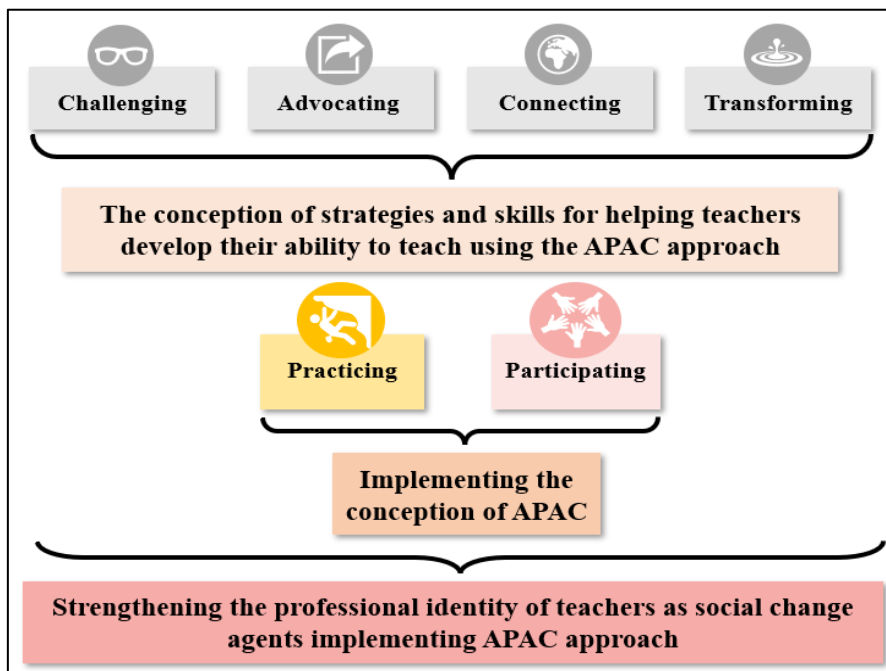 Challenging
Advocating
Connecting
Transforming
The conception of strategies and skills for helping teachers
develop their ability to teach using the APAC approach
Practicing
Participating
Implementing the
conception of APAC
Strengthening the professional identity of teachers as social change
agents implementing APAC approach